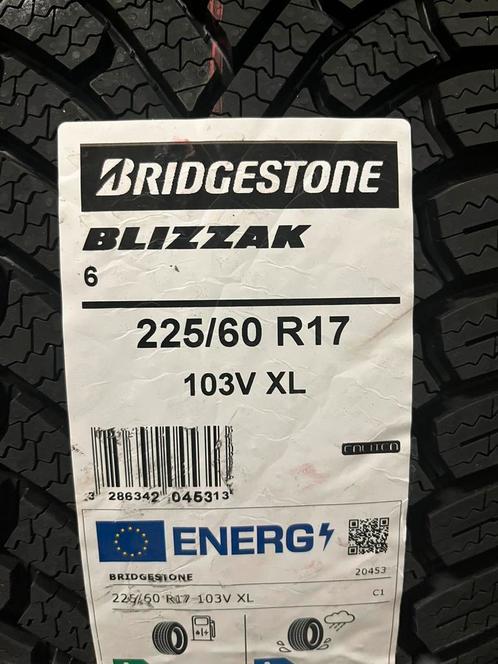 BRIDGESTONE
BLIZZAK
6
225/60 R17
103V XL
3 286342 045313
ENERG
BRIDGESTONE
20453
225/60 R17 103V XL
C1